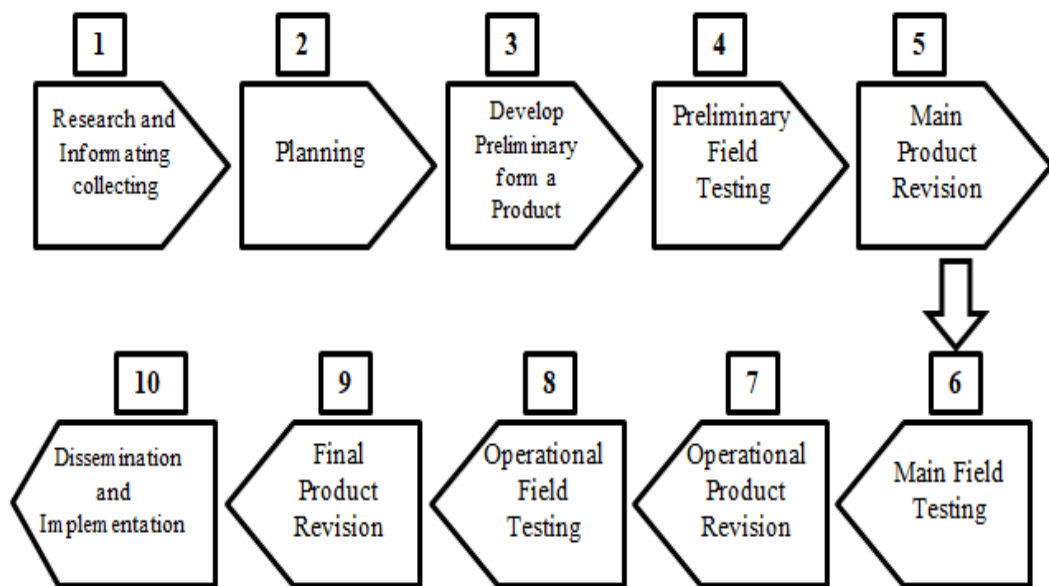 1
Research and
Informating
collecting
2
Planning
3
Develop
Preliminary
form a
Product
4
Preliminary
Field
Testing
5
Main
Product
Revision
6
Main Field
Testing
7
Operational
Product
Revision
8
Operational
Field
Testing
9
Final
Product
Revision
10
Dissemination
and
Implementation